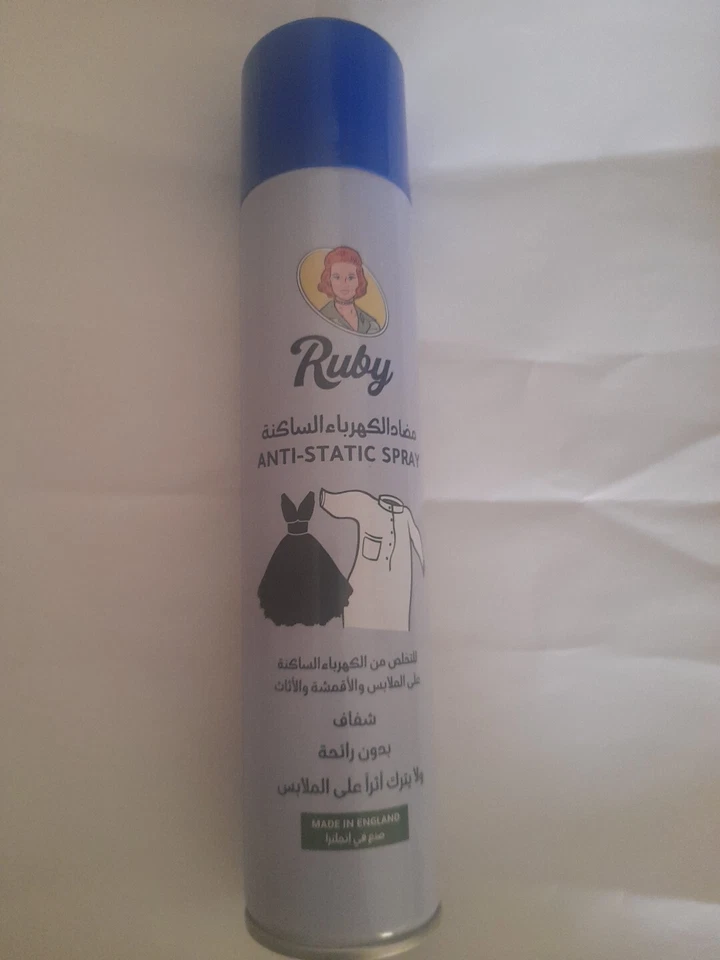 Ruby
مضاد الكهرباء الساكنة
ANTI-STATIC SPRAY
للتخلص من الكهرباء الساكنة
على الملابس والأقمشة والأثاث
شفاف
بدون رائحة
ولا يترك أثراً على الملابس
MADE IN ENGLAND
صنع في إنجلترا